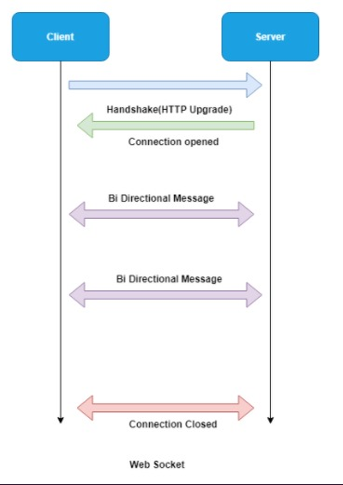 Client
Server
Handshake(HTTP Upgrade)
Connection opened
Bi Directional Message
Bi Directional Message
Connection Closed
Web Socket